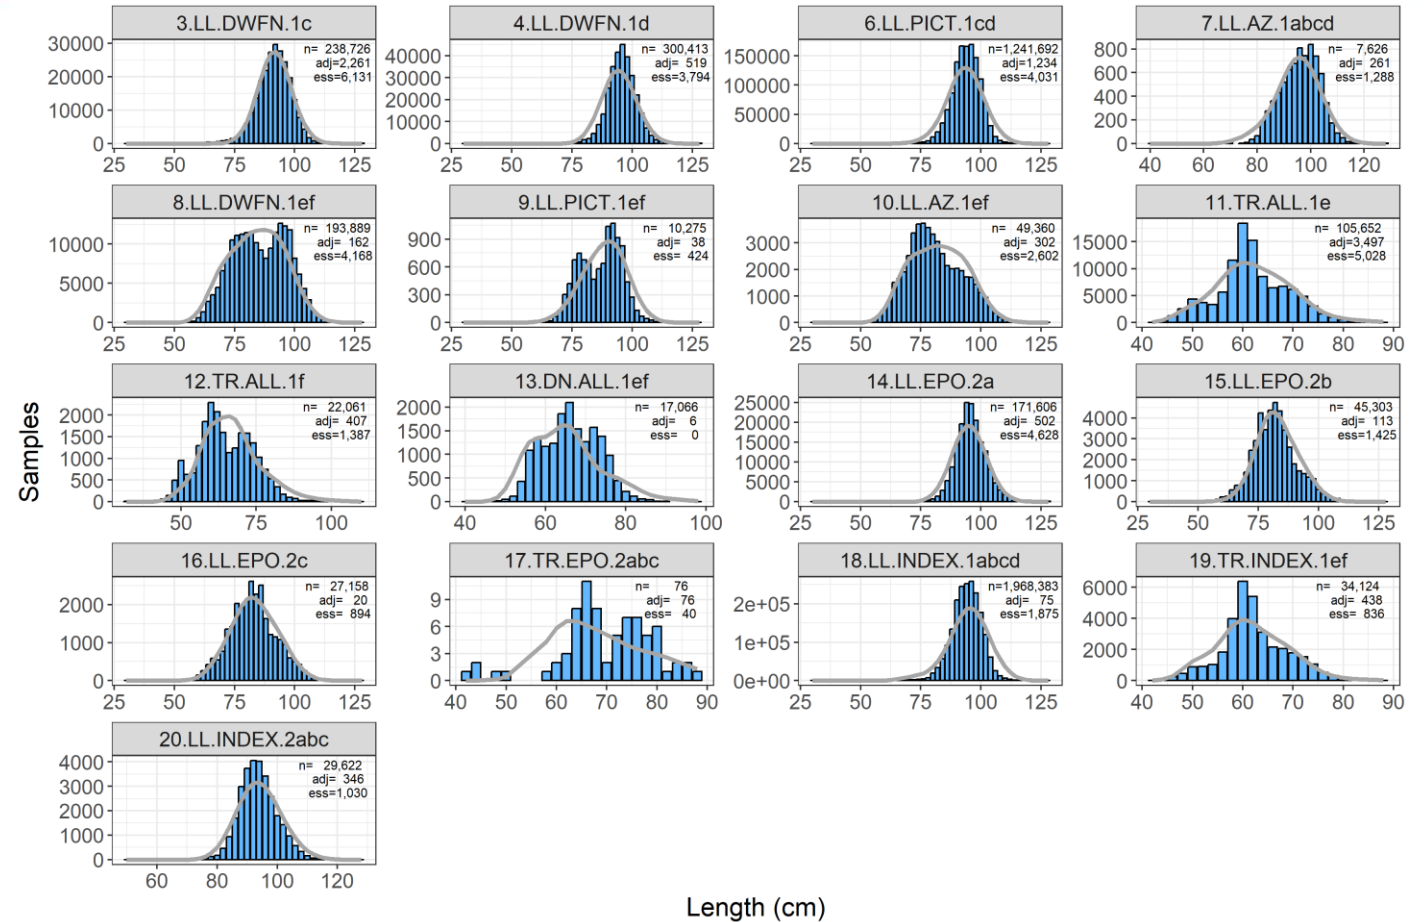 3.LL.DWFN.1c
n= 238,726
adj=2,261
ess=6,131
30000
20000
10000
0
25 50 75 100 125
4.LL.DWFN.1d
n= 300,413
adj= 519
ess=3,794
40000
30000
20000
10000
0
25 50 75 100 125
6.LL.PICT.1cd
n=1,241,692
adj=1,234
ess=4,031
150000
100000
50000
0
25 50 75 100 125
7.LL.AZ.1abcd
n= 7,626
adj= 261
ess=1,288
800
600
400
200
0
40 60 80 100 120
8.LL.DWFN.1ef
n= 193,889
adj= 162
ess=4,168
10000
5000
0
25 50 75 100 125
9.LL.PICT.1ef
n= 10,275
adj= 38
ess= 424
900
600
300
0
25 50 75 100 125
10.LL.AZ.1ef
n= 49,360
adj= 302
ess=2,602
3000
2000
1000
0
25 50 75 100 125
11.TR.ALL.1e
n= 105,652
adj=3,497
ess=5,028
15000
10000
5000
0
50 60 70 80 90
12.TR.ALL.1f
n= 22,061
adj= 407
ess=1,387
2000
1500
1000
500
0
50 75 100
13.DN.ALL.1ef
n= 17,066
adj= 6
ess= 0
2000
1500
1000
500
0
40 60 80 100
14.LL.EPO.2a
n= 171,606
adj= 502
ess=4,628
25000
20000
15000
10000
5000
0
25 50 75 100 125
15.LL.EPO.2b
n= 45,303
adj= 113
ess=1,425
4000
3000
2000
1000
0
25 50 75 100 125
16.LL.EPO.2c
n= 27,158
adj= 20
ess= 894
2000
1000
0
25 50 75 100 125
17.TR.EPO.2abc
n= 76
adj= 76
ess= 40
9
6
3
0
40 50 60 70 80 90
18.LL.INDEX.1abcd
n=1,968,383
adj= 75
ess=1,875
2e+05
1e+05
0e+00
25 50 75 100 125
19.TR.INDEX.1ef
n= 34,124
adj= 438
ess= 836
6000
4000
2000
0
40 50 60 70 80 90
20.LL.INDEX.2abc
n= 29,622
adj= 346
ess=1,030
4000
3000
2000
1000
0
60 80 100 120
Samples
Length (cm)